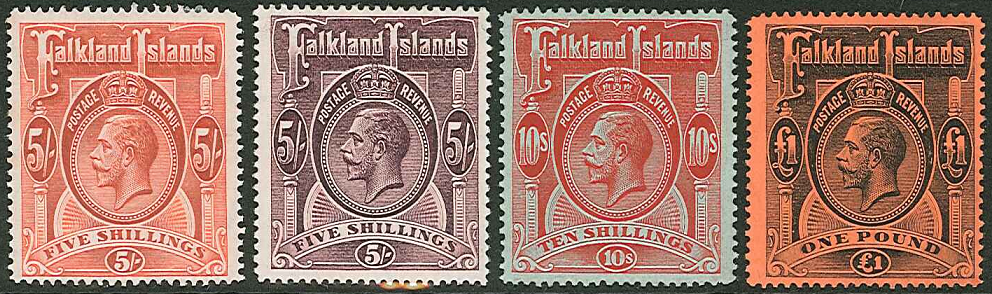 Falkland Islands
POSTAGE REVENUE
5/- 5/-
FIVE SHILLINGS
5/-
Falkland Islands
POSTAGE REVENUE
5/- 5/-
FIVE SHILLINGS
5/-
Falkland Islands
POSTAGE REVENUE
10s 10s
TEN SHILLINGS
10s
Falkland Islands
POSTAGE REVENUE
£1 £1
ONE POUND
£1